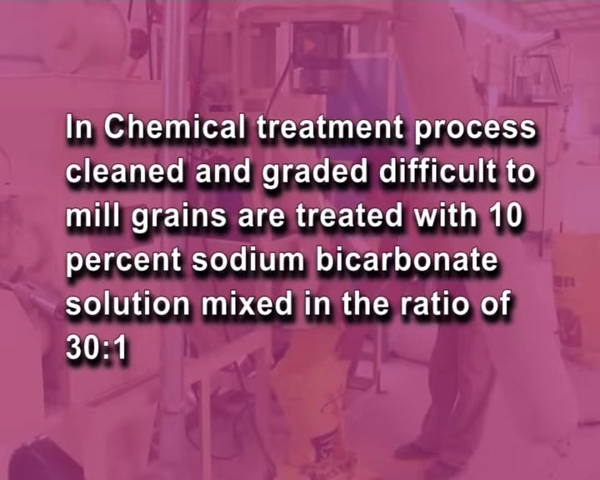 In Chemical treatment process
cleaned and graded difficult to
mill grains are treated with 10
percent sodium bicarbonate
solution mixed in the ratio of
30:1